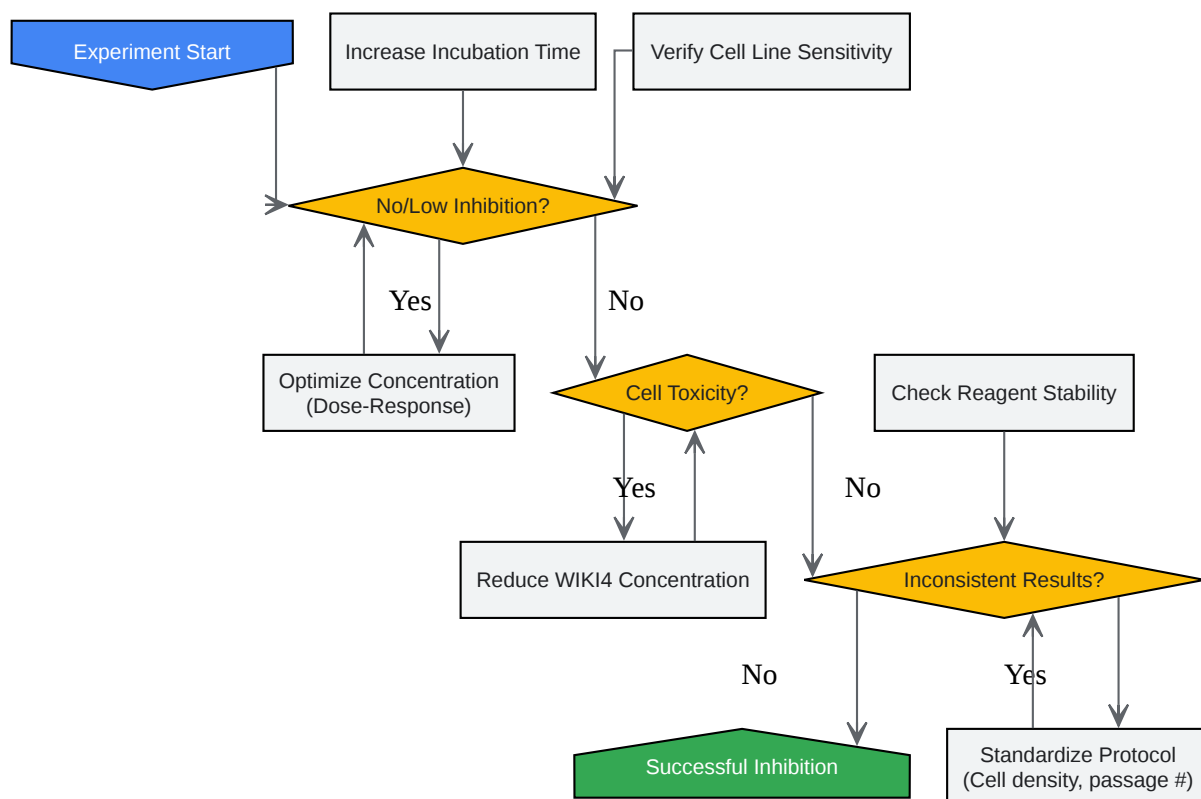 Experiment Start
Increase Incubation Time
Verify Cell Line Sensitivity
No/Low Inhibition?
Yes
No
Optimize Concentration
(Dose-Response)
Cell Toxicity?
Check Reagent Stability
Yes
No
Reduce WIKI4 Concentration
Inconsistent Results?
No
Yes
Successful Inhibition
Standardize Protocol
(Cell density, passage #)